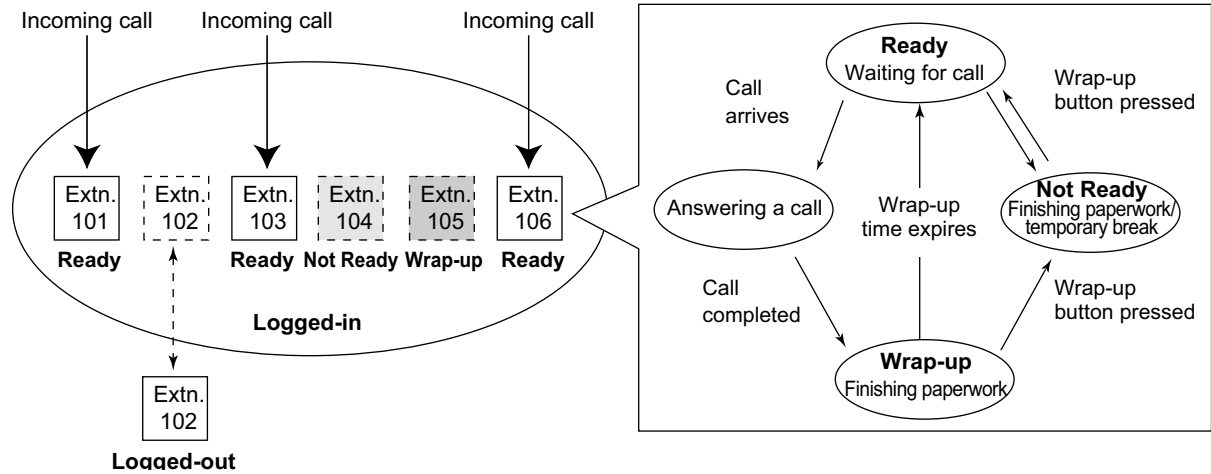 Incoming call
Incoming call
Incoming call
Extn.
101
Extn.
102
Extn.
103
Extn.
104
Extn.
105
Extn.
106
Ready
Ready
Not Ready
Wrap-up
Ready
Logged-in
Extn.
102
Logged-out
Ready
Waiting for call
Call
arrives
Wrap-up
button pressed
Answering a call
Wrap-up
time expires
Not Ready
Finishing paperwork/
temporary break
Call
completed
Wrap-up
button pressed
Wrap-up
Finishing paperwork